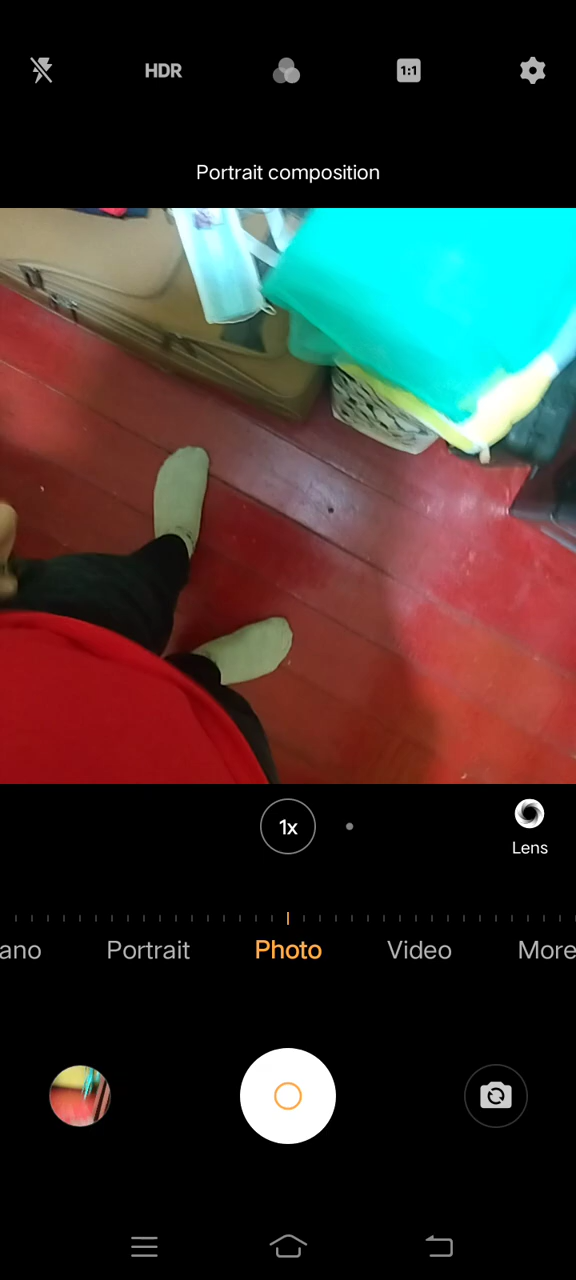 HDR
1:1
Portrait composition
1x
Lens
ano
Portrait
Photo
Video
More